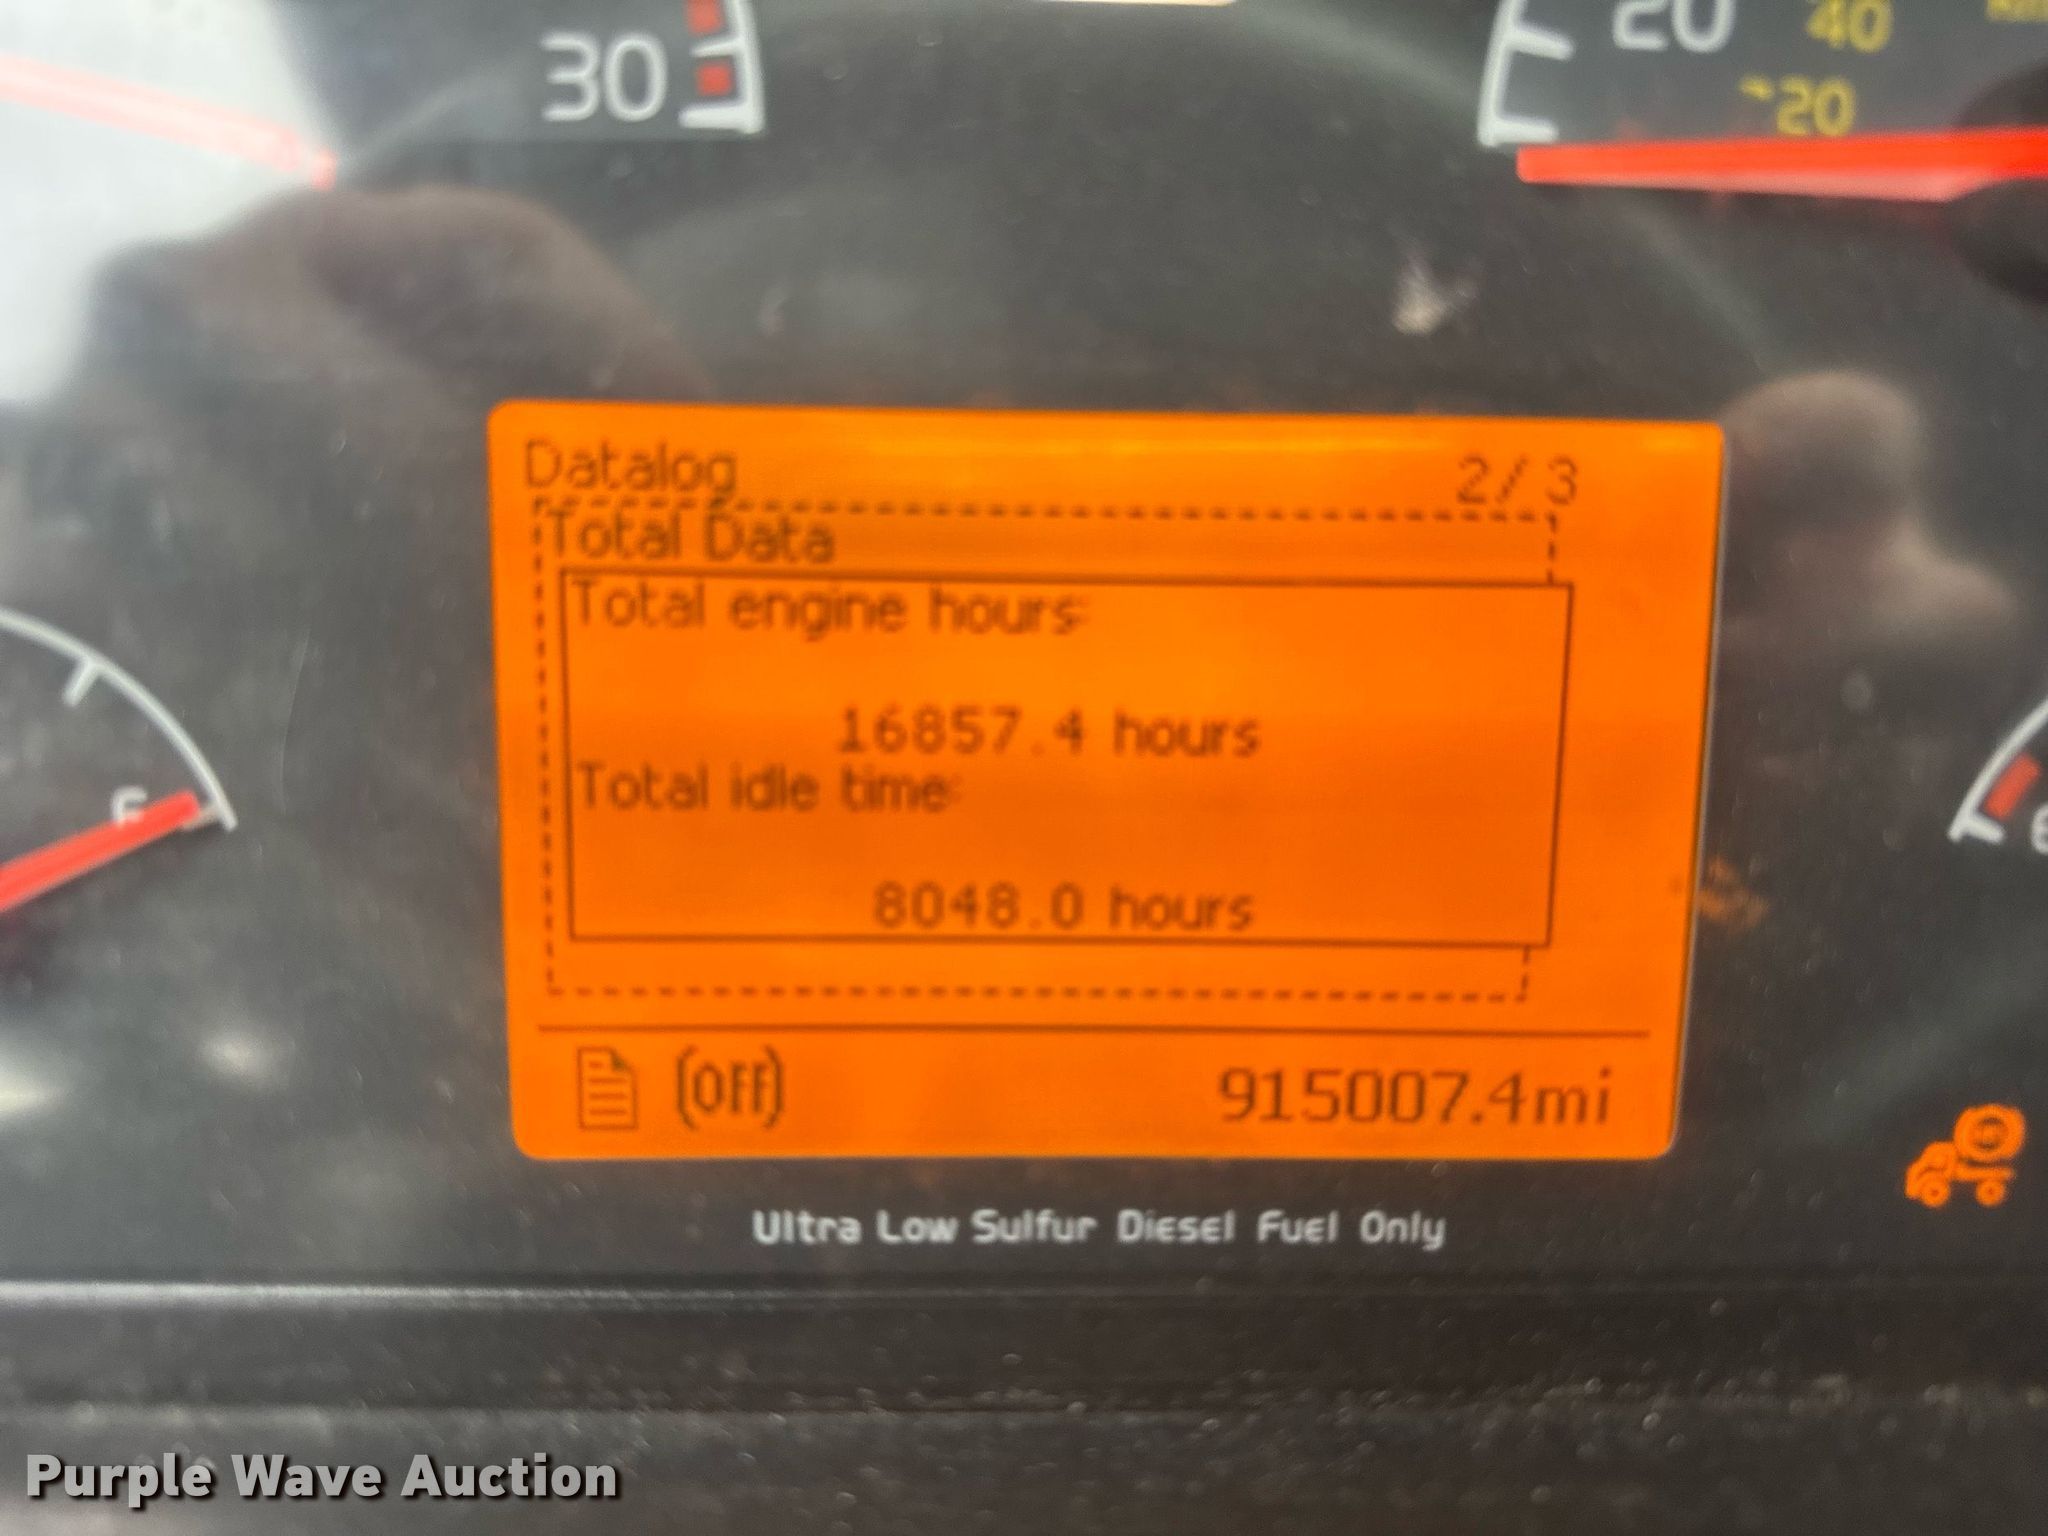 30
20
40
-20
Datalog 2/3
Total Data
Total engine hours:
16857.4 hours
Total idle time:
8048.0 hours
F
(OFF) 915007.4mi
Ultra Low Sulfur Diesel Fuel Only
Purple Wave Auction